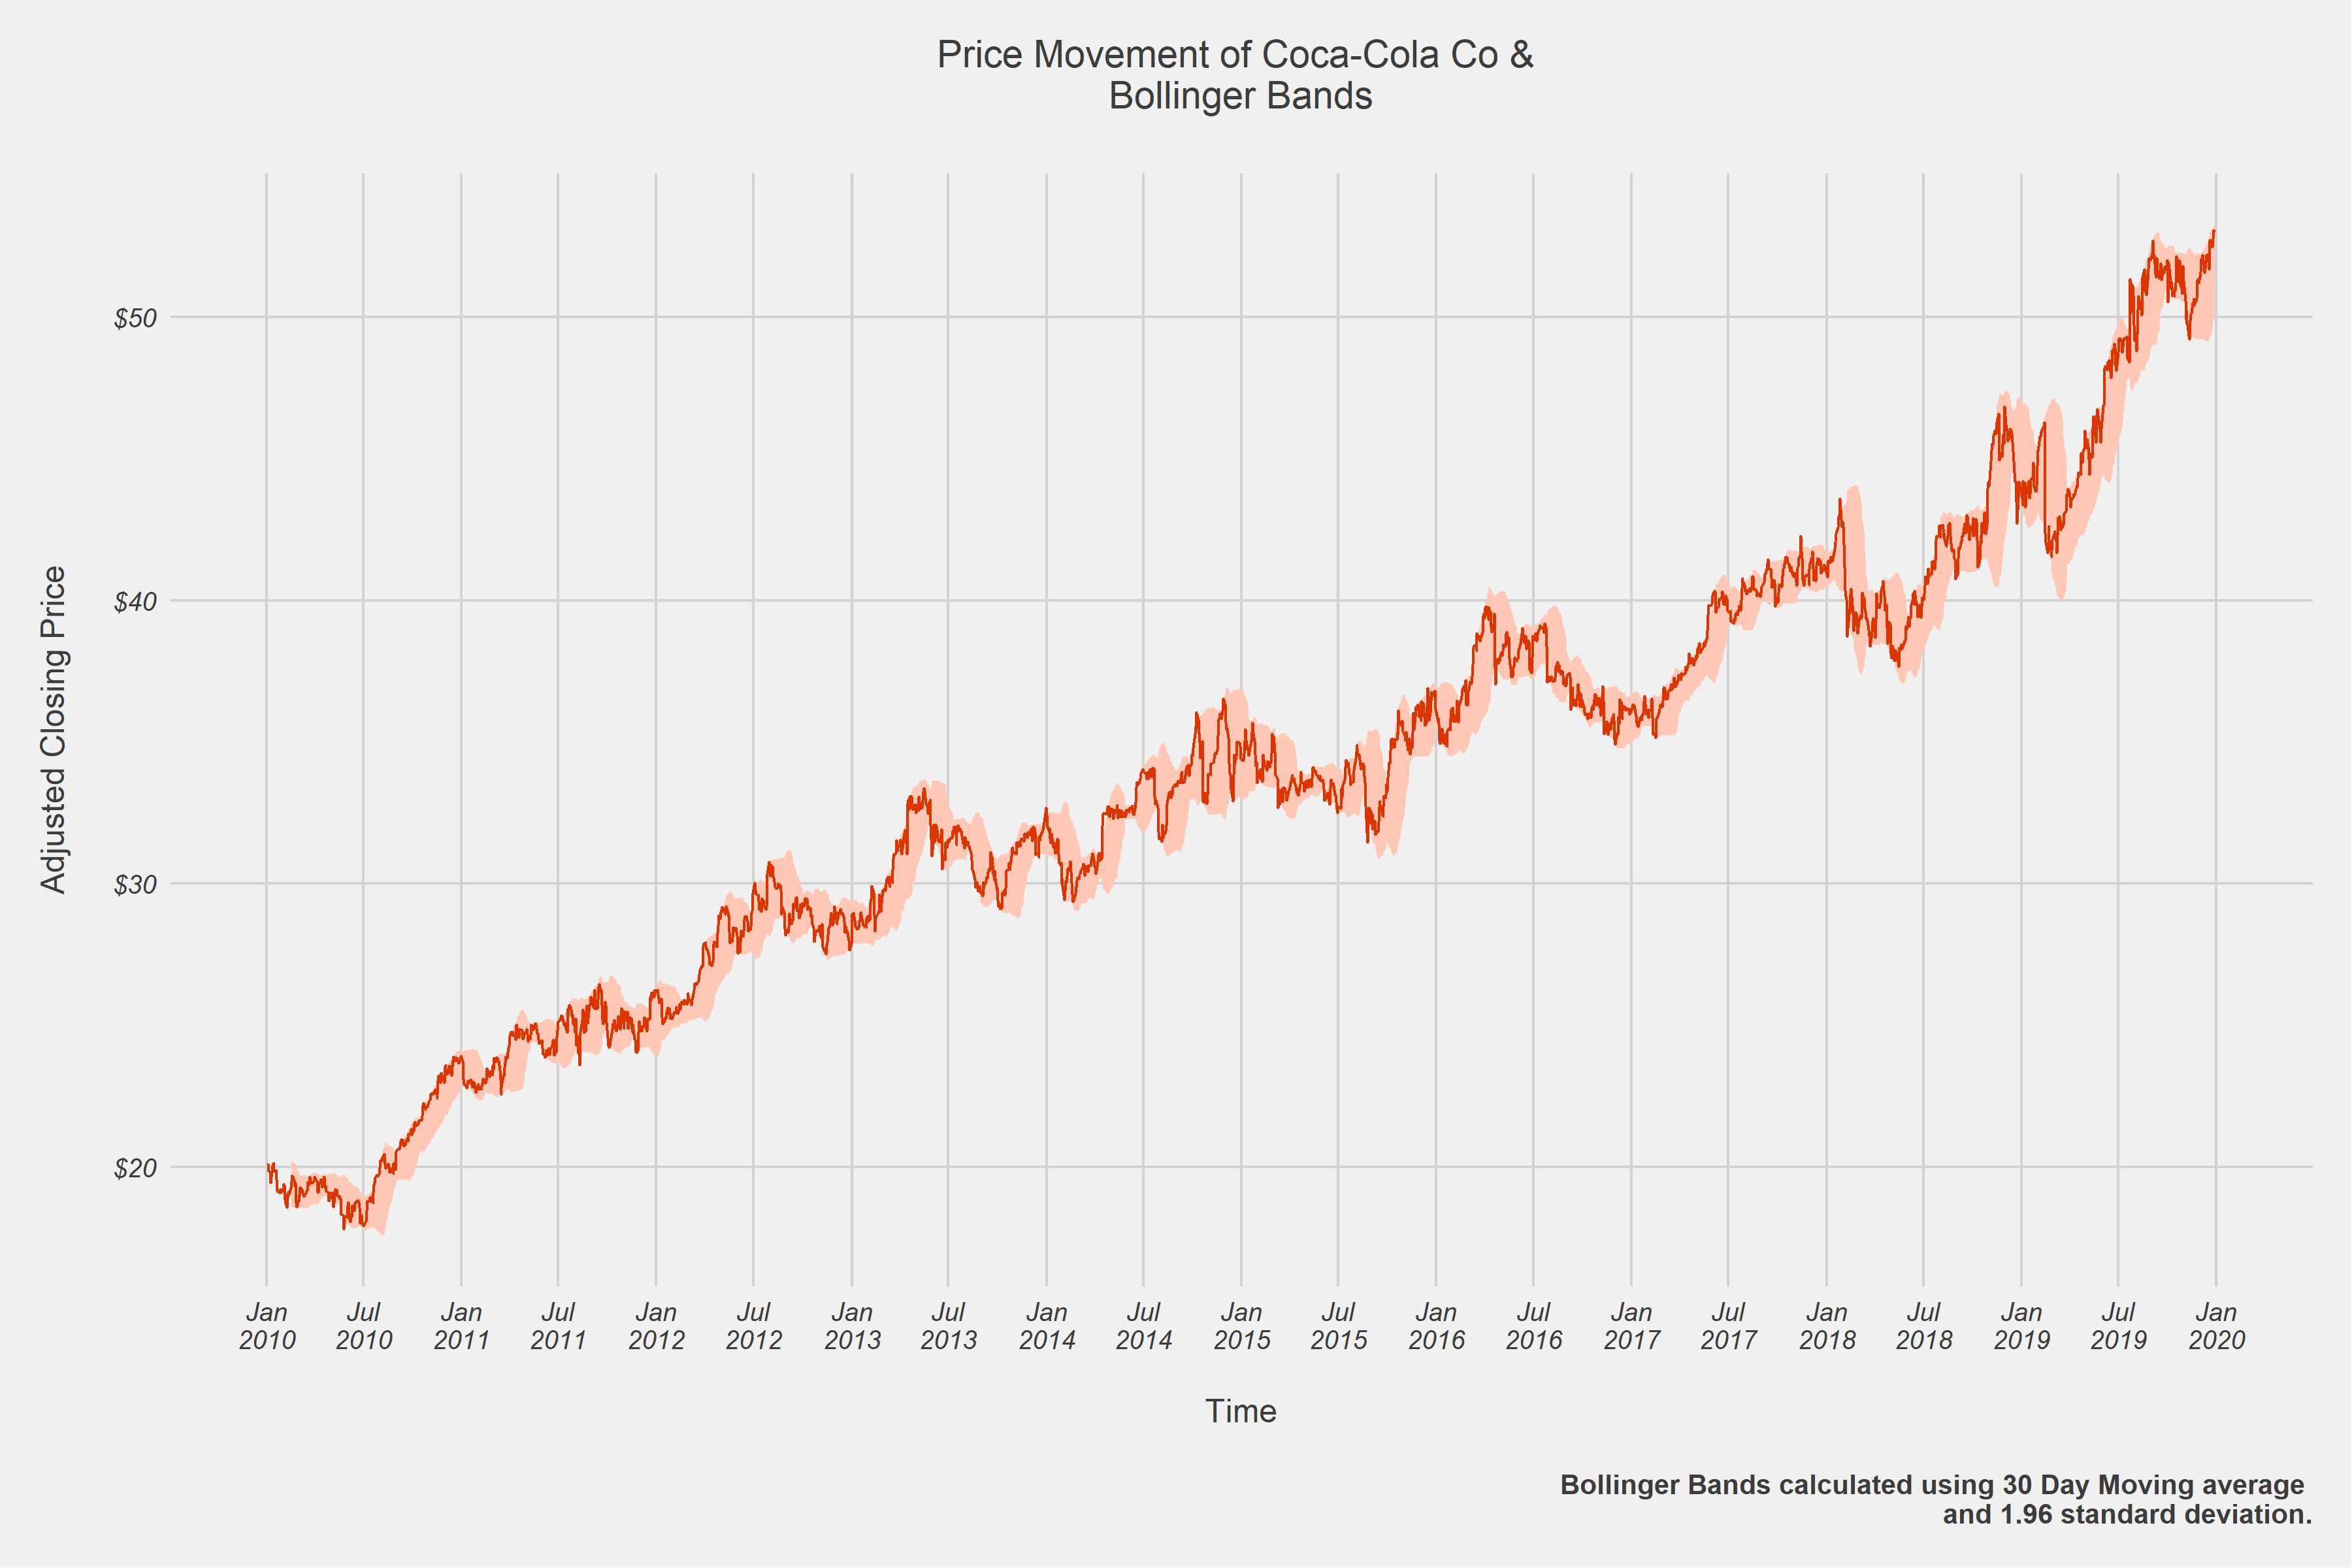 Price Movement of Coca-Cola Co &
Bollinger Bands
Adjusted Closing Price
$50
$40
$30
$20
Jan Jul Jan Jul Jan Jul Jan Jul Jan Jul Jan Jul Jan Jul Jan Jul Jan Jul Jan Jul Jan
2010 2010 2011 2011 2012 2012 2013 2013 2014 2014 2015 2015 2016 2016 2017 2017 2018 2018 2019 2019 2020
Time
Bollinger Bands calculated using 30 Day Moving average
and 1.96 standard deviation.